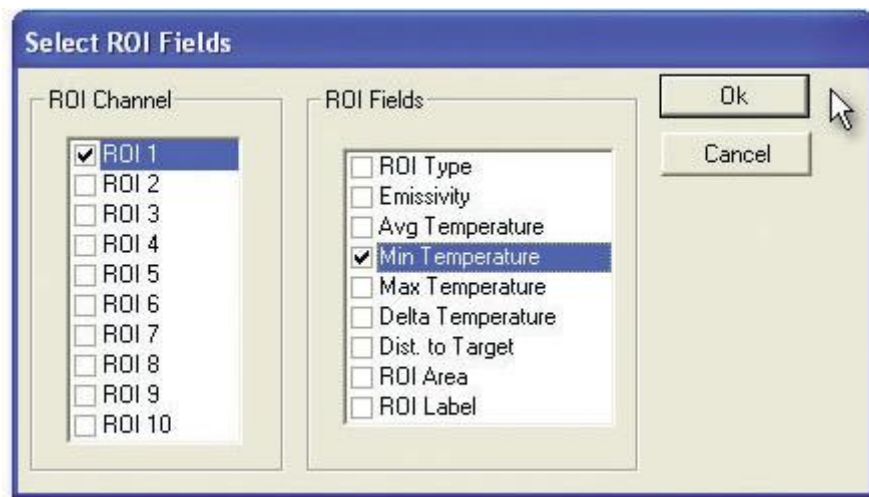 Select ROI Fields
ROI Channel
ROI 1
ROI 2
ROI 3
ROI 4
ROI 5
ROI 6
ROI 7
ROI 8
ROI 9
ROI 10
ROI Fields
ROI Type
Emissivity
Avg Temperature
Min Temperature
Max Temperature
Delta Temperature
Dist. to Target
ROI Area
ROI Label
Ok
Cancel